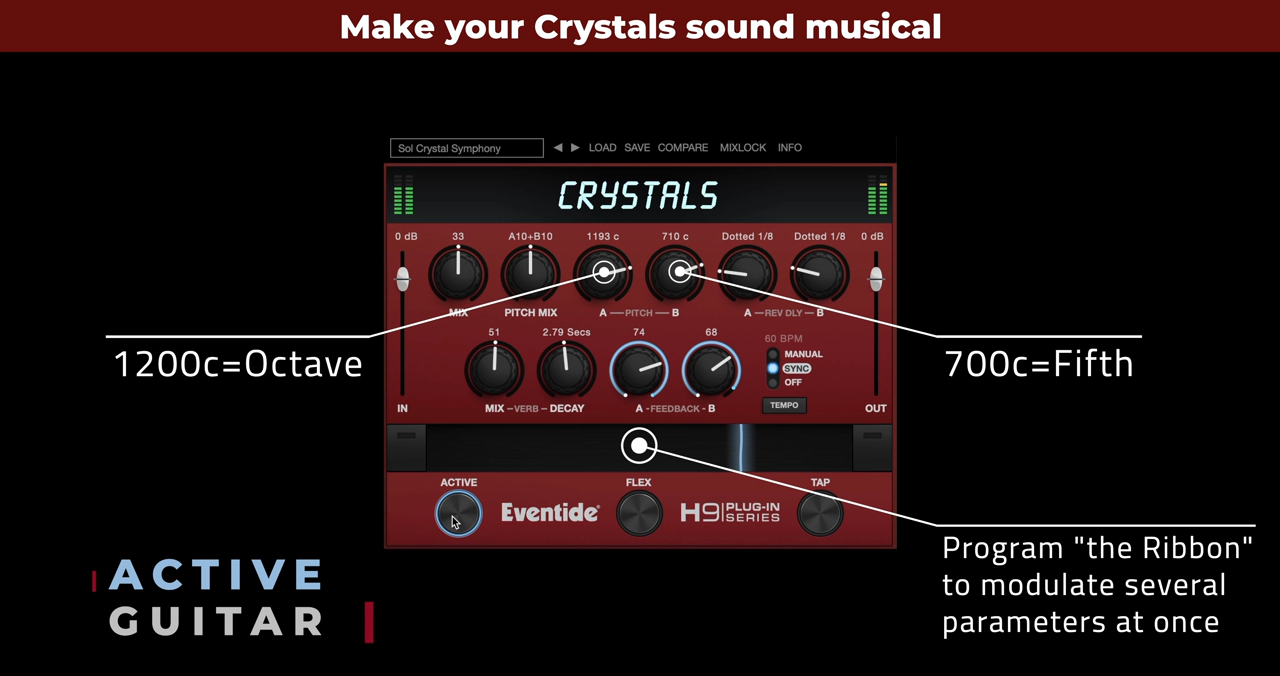 Make your Crystals sound musical
Sol Crystal Symphony
LOAD SAVE COMPARE MIXLOCK INFO
CRYSTALS
0 dB 33 A10+B10 1193 c 710 c Dotted 1/8 Dotted 1/8 0 dB
MIX PITCH MIX A PITCH B A REV DLY B
51 2.79 Secs 74 68 60 BPM
MANUAL
SYNC
OFF
TEMPO
1200c=Octave
700c=Fifth
IN MIX VERB DECAY A - FEEDBACK - B OUT
ACTIVE FLEX TAP
Eventide® H9 PLUG-IN
SERIES
Program "the Ribbon"
to modulate several
parameters at once
ACTIVE
GUITAR